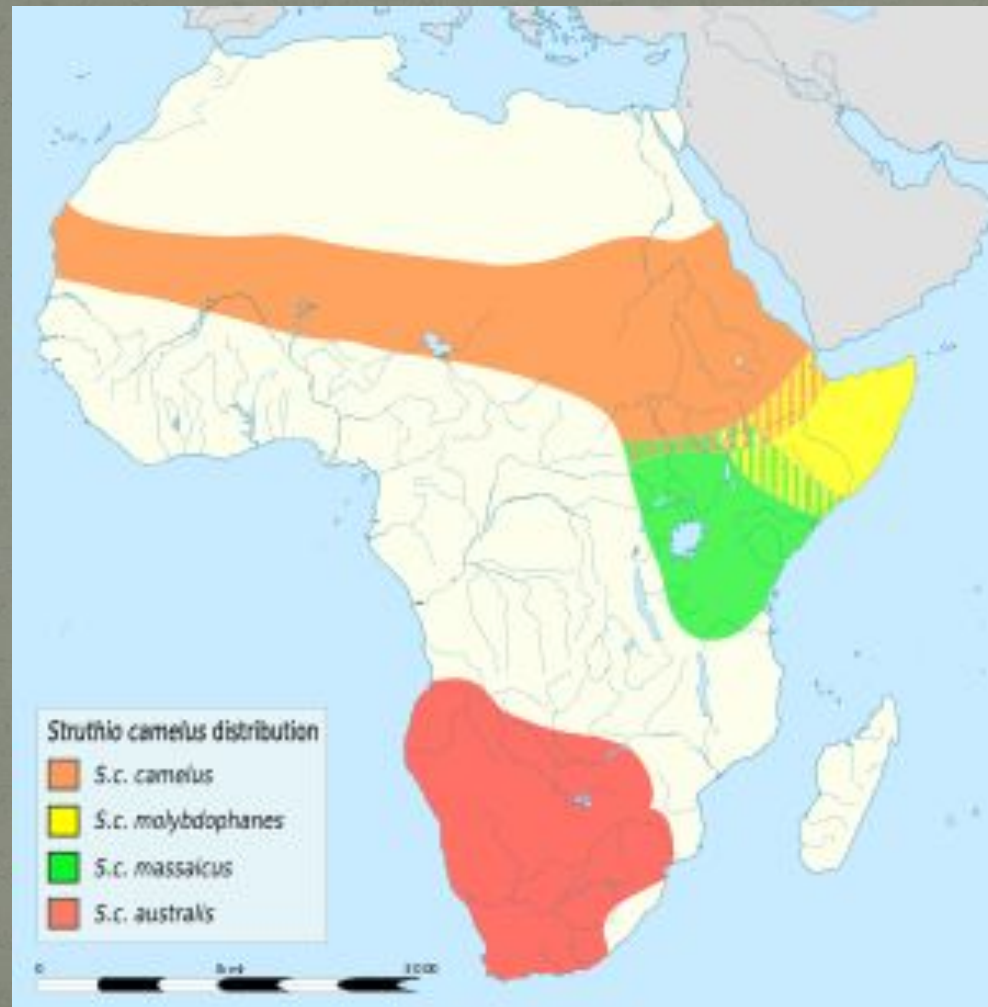 Struthio camelus distribution
S.c. camelus
S.c. molybdophanes
S.c. massaicus
S.c. australis
0